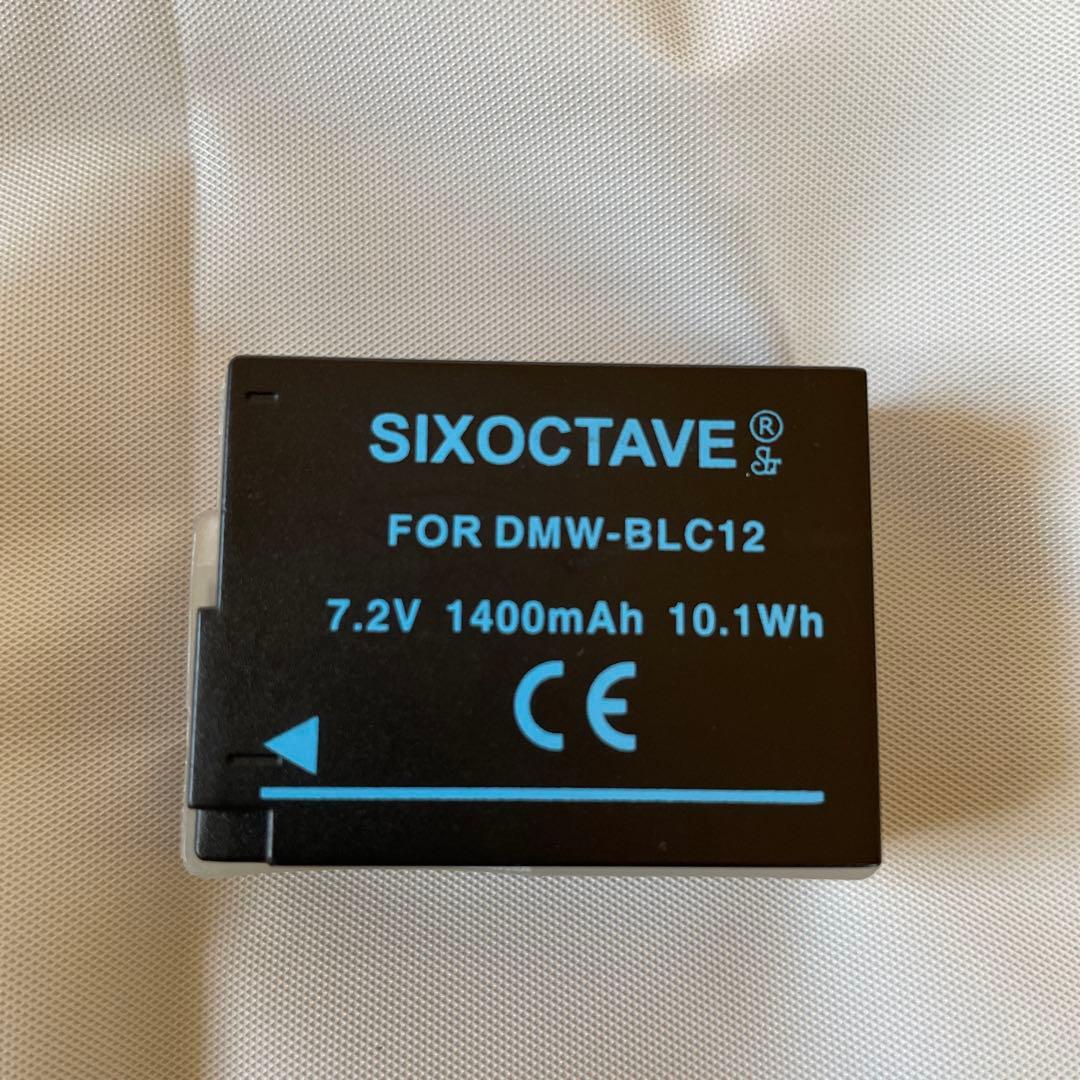 SIXOCTAVE ®
FOR DMW-BLC12
7.2V 1400mAh 10.1Wh
CE